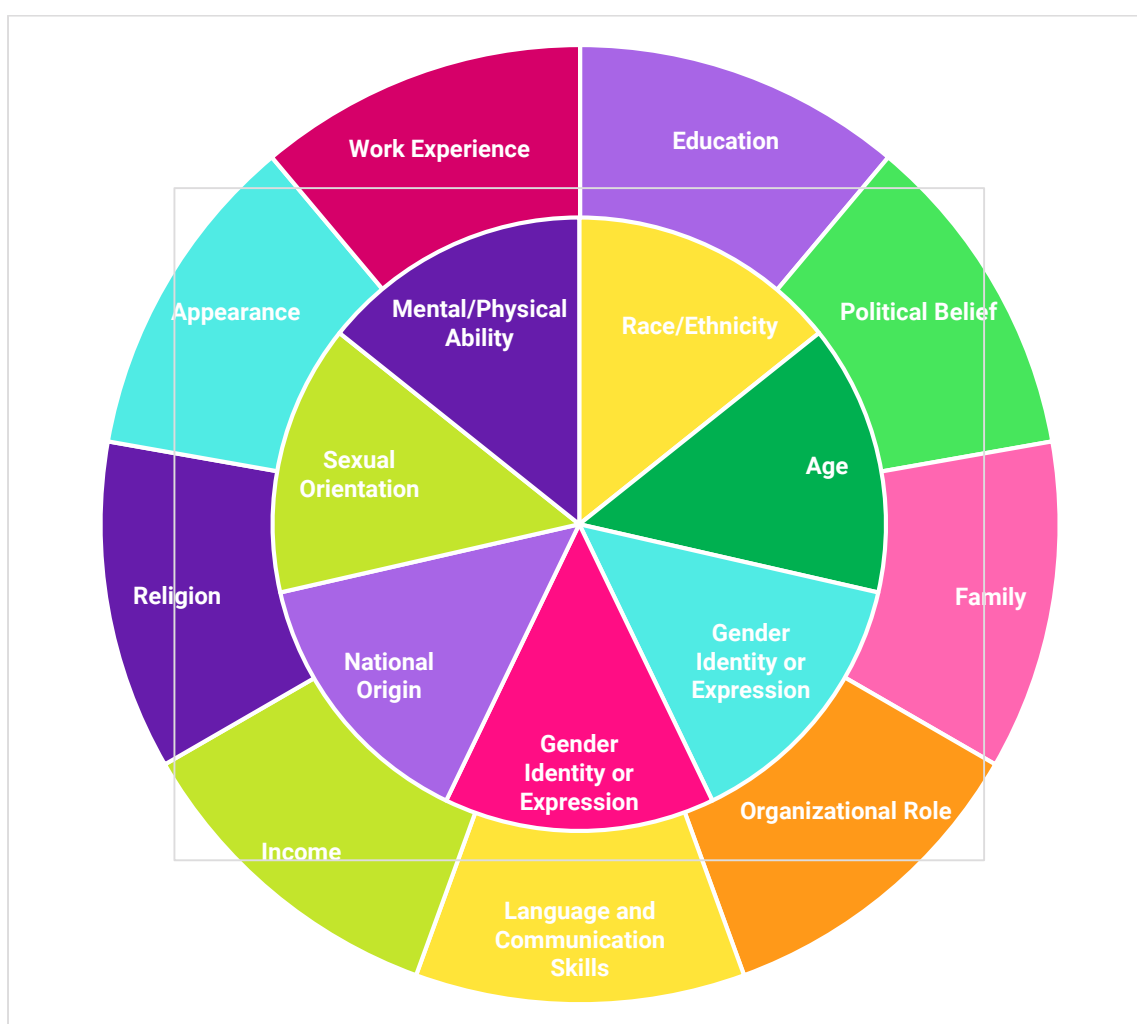 Education
Work Experience
Political Belief
Appearance
Mental/Physical
Ability
Race/Ethnicity
Sexual
Orientation
Age
Religion
Family
National
Origin
Gender
Identity or
Expression
Gender
Identity or
Expression
Organizational Role
Income
Language and
Communication
Skills